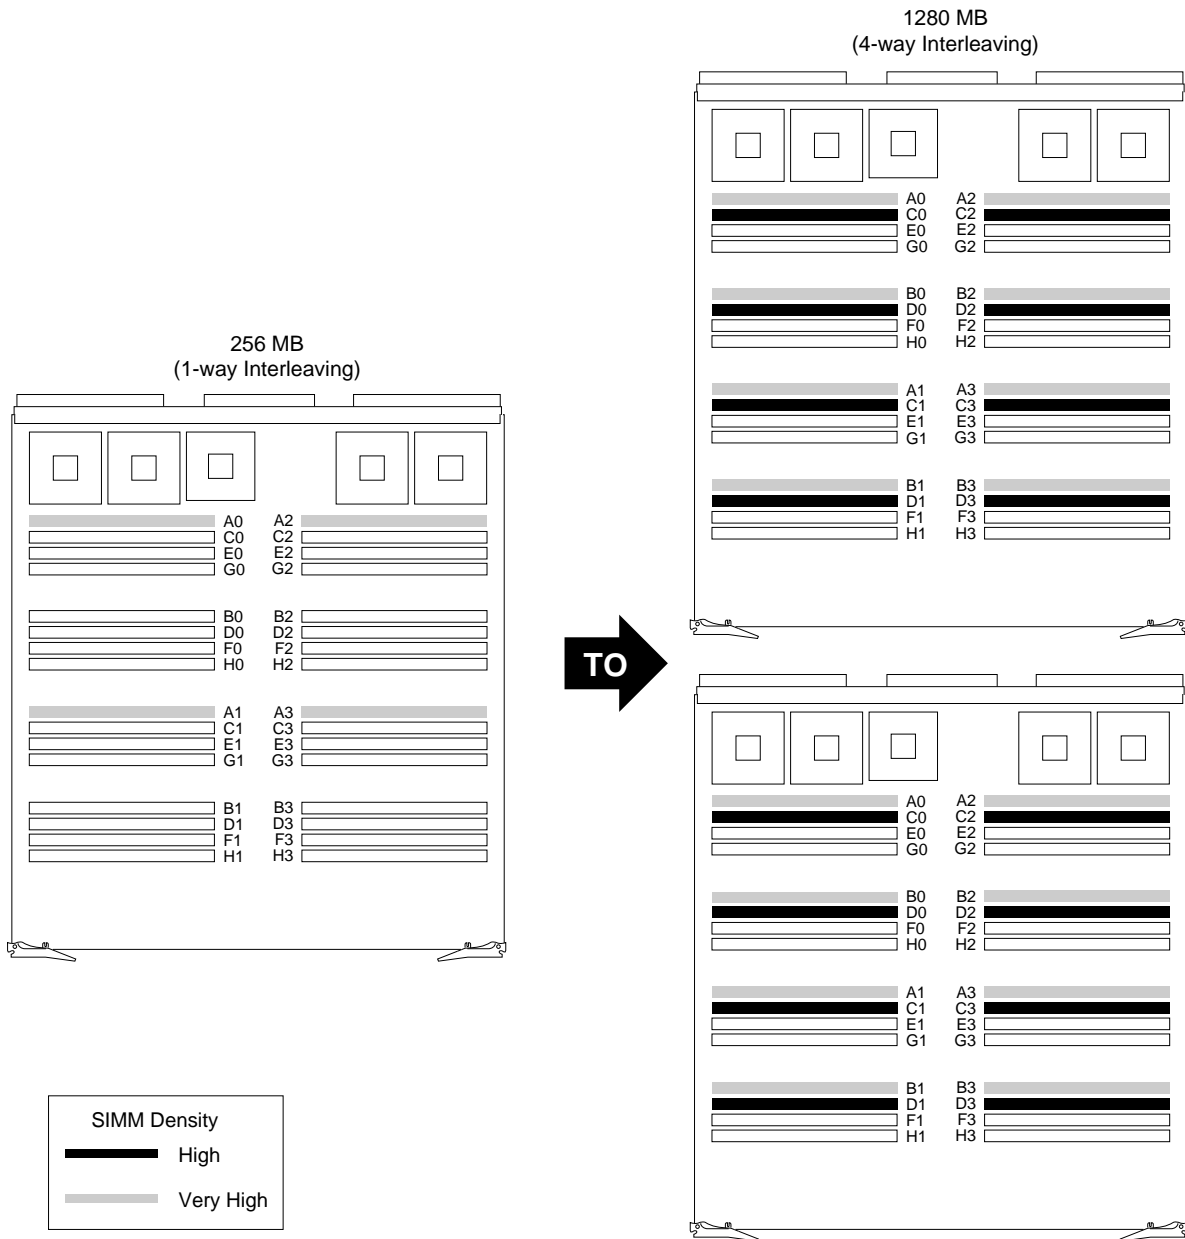 1280 MB
(4-way Interleaving)
A0 A2
C0 C2
E0 E2
G0 G2
B0 B2
D0 D2
F0 F2
H0 H2
A1 A3
C1 C3
E1 E3
G1 G3
B1 B3
D1 D3
F1 F3
H1 H3
256 MB
(1-way Interleaving)
A0 A2
C0 C2
E0 E2
G0 G2
B0 B2
D0 D2
F0 F2
H0 H2
A1 A3
C1 C3
E1 E3
G1 G3
B1 B3
D1 D3
F1 F3
H1 H3
TO
A0 A2
C0 C2
E0 E2
G0 G2
B0 B2
D0 D2
F0 F2
H0 H2
A1 A3
C1 C3
E1 E3
G1 G3
B1 B3
D1 D3
F1 F3
H1 H3
SIMM Density
High
Very High